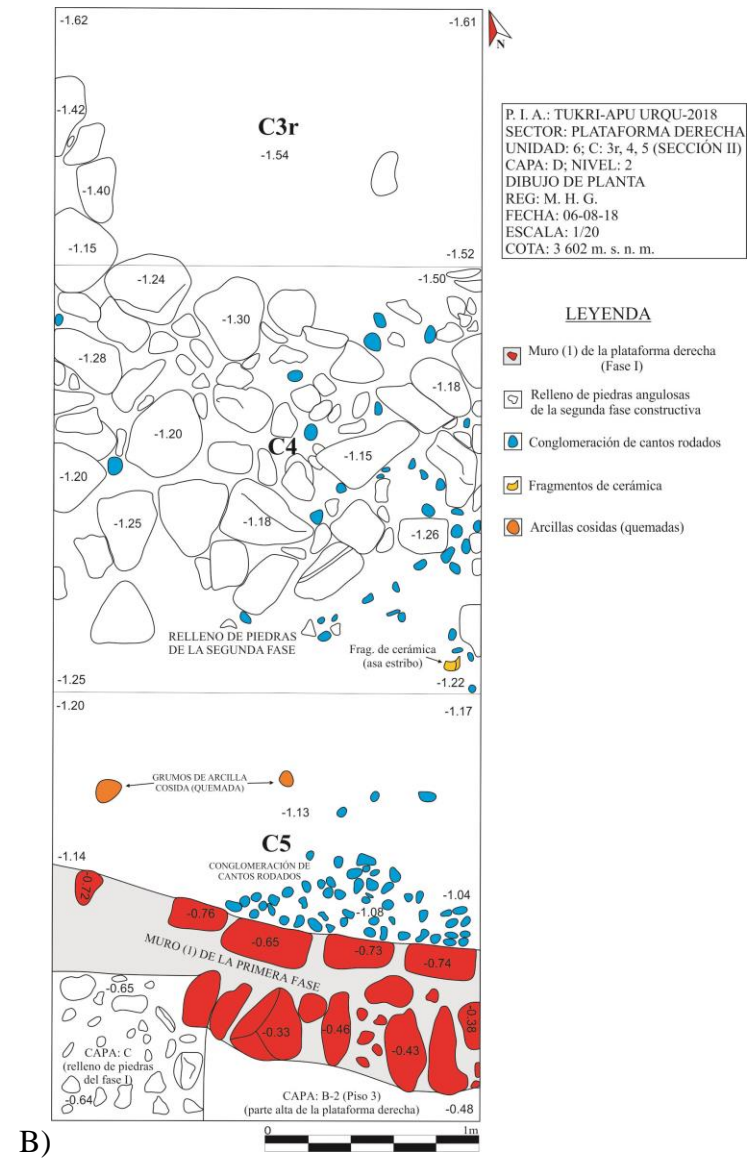 -1.62
-1.61
N
-1.42
C3r
-1.54
-1.40
-1.15
-1.52
P. I. A.: TUKRI-APU URQU-2018
SECTOR: PLATAFORMA DERECHA
UNIDAD: 6; C: 3r, 4, 5 (SECCIÓN II)
CAPA: D; NIVEL: 2
DIBUJO DE PLANTA
REG: M. H. G.
FECHA: 06-08-18
ESCALA: 1/20
COTA: 3 602 m. s. n. m.
-1.24
-1.50
-1.30
-1.28
-1.18
-1.20
C4
-1.15
-1.20
-1.25
-1.18
-1.26
RELLENO DE PIEDRAS
DE LA SEGUNDA FASE
Frag. de cerámica
(asa estribo)
-1.25
-1.22
LEYENDA
Muro (1) de la plataforma derecha
(Fase I)
Relleno de piedras angulosas
de la segunda fase constructiva
Conglomeración de cantos rodados
Fragmentos de cerámica
Arcillas cosidas (quemadas)
-1.20
-1.17
GRUMOS DE ARCILLA
COSIDA (QUEMADA)
-1.13
C5
-1.14
CONGLOMERACIÓN DE
CANTOS RODADOS
-1.04
-0.72
-1.08
-0.76
-0.65
-0.73
-0.74
MURO (1) DE LA PRIMERA FASE
-0.65
-0.33
-0.46
-0.43
-0.38
CAPA: C
(relleno de piedras
del fase I)
-0.64
CAPA: B-2 (Piso 3)
(parte alta de la plataforma derecha)
-0.48
B)
0
1m